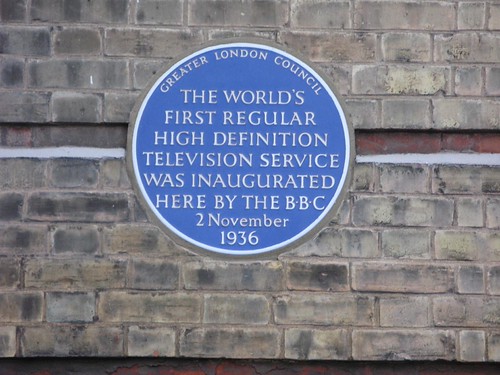 GREATER LONDON COUNCIL
THE WORLD'S
FIRST REGULAR
HIGH DEFINITION
TELEVISION SERVICE
WAS INAUGURATED
HERE BY THE B·B·C
2 November
1936